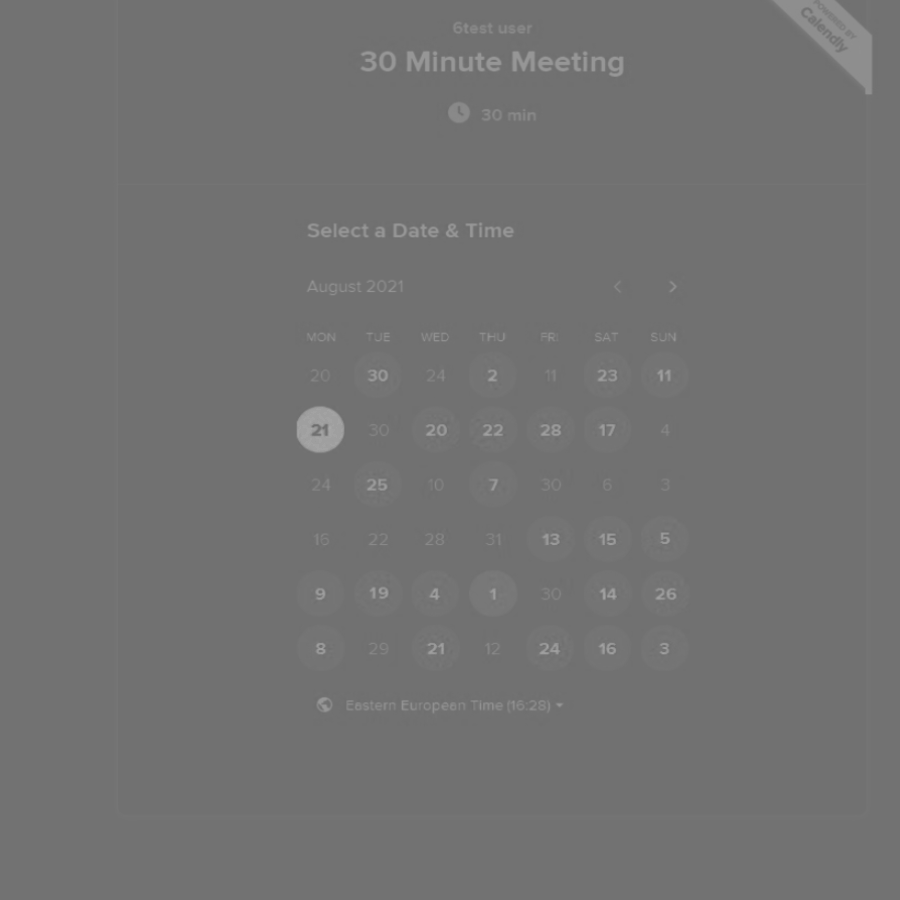 POWERED BY
Calendly
6test user
30 Minute Meeting
30 min
Select a Date & Time
August 2021
MON TUE WED THU FRI SAT SUN
20 30 24 2 11 23 11
21 30 20 22 28 17 4
24 25 10 7 30 6 3
16 22 28 31 13 15 5
9 19 4 1 30 14 26
8 29 21 12 24 16 3
Eastern European Time (16:28)